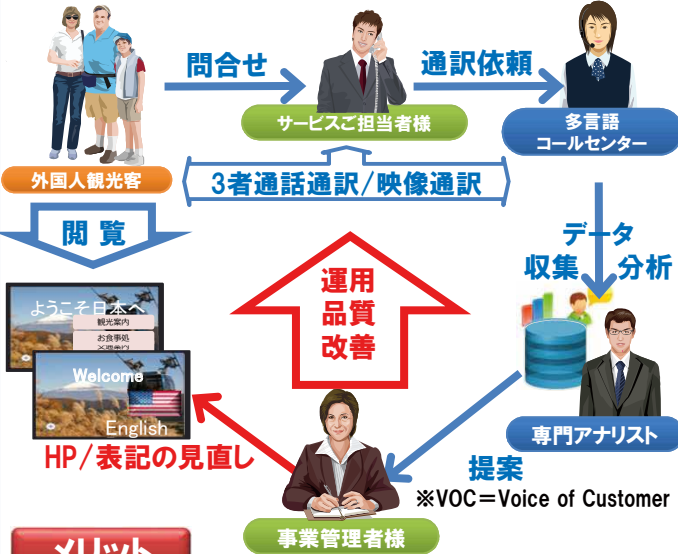 問合せ
通訳依頼
サービスご担当者様
多言語
コールセンター
外国人観光客
3者通話通訳/映像通訳
閲覧
データ
収集 分析
運用
品質
改善
ようこそ日本へ
観光案内
お食事処
Welcome
English
HP/表記の見直し
専門アナリスト
提案
※VOC=Voice of Customer
事業管理者様
メリット